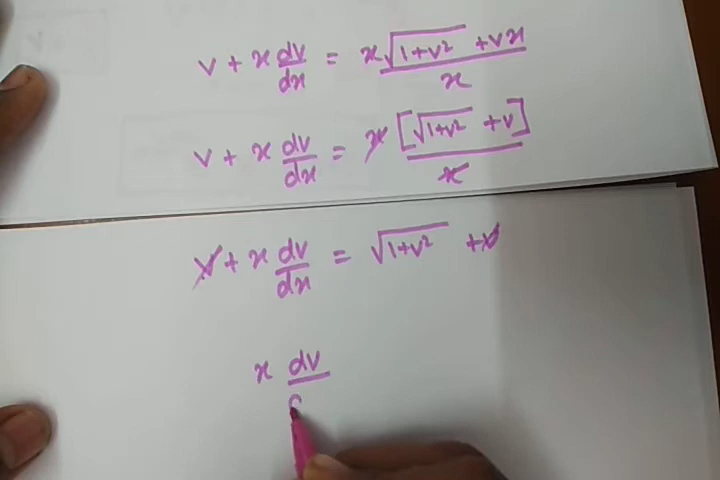 v + x dv/dx = x√(1+v²) + vx / x
v + x dv/dx = x [√(1+v²) + v] / x
v + x dv/dx = √(1+v²) + v
x dv/